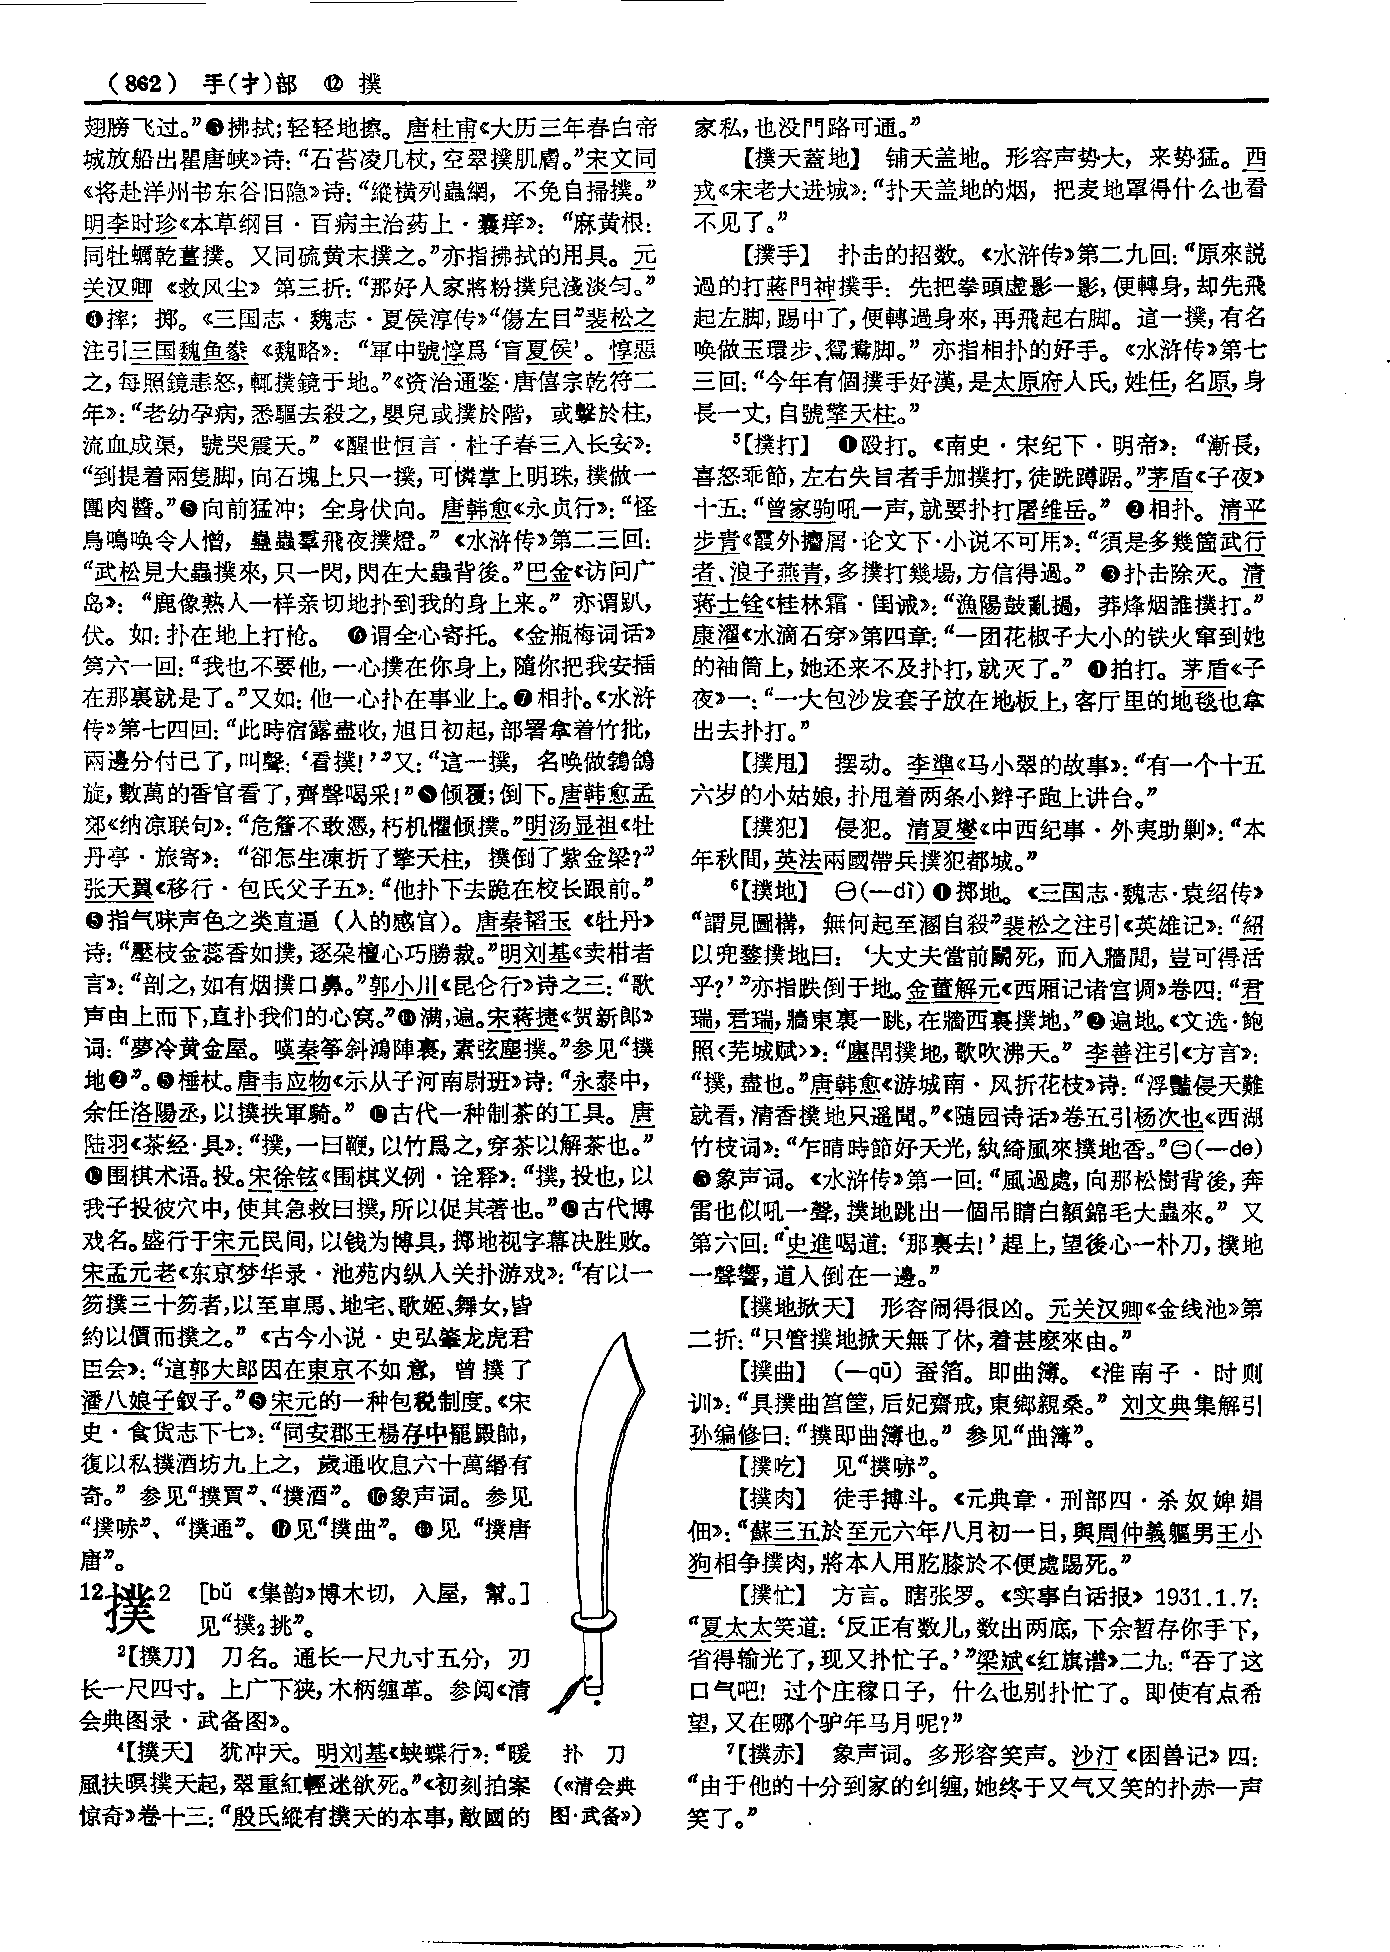 （862） 手(扌)部 ⑫ 撲
翅膀飞过。”❸拂拭；轻轻地擦。唐杜甫《大历三年春白帝
城放船出瞿唐峡》诗：“石苔凌几杖，空翠撲肌膚。”宋文同
《将赴洋州书东谷旧隐》诗：“縱橫列蟲網，不免自掃撲。”
明李时珍《本草纲目·百病主治药上·囊痒》：“麻黄根：
同牡蠣乾薑撲。又同硫黄末撲之。”亦指拂拭的用具。元
关汉卿《救风尘》第三折：“那好人家將粉撲兒淺淡勻。”
❹摔；掷。《三国志·魏志·夏侯淳传》“傷左目”裴松之
注引三国魏鱼豢《魏略》：“軍中號惇爲‘盲夏侯’。惇惡
之，每照鏡恚怒，輒撲鏡于地。”《资治通鉴·唐僖宗乾符二
年》：“老幼孕病，悉驅去殺之，嬰兒或撲於階，或擊於柱，
流血成渠，號哭震天。”《醒世恒言·杜子春三入长安》：
“到提着兩隻脚，向石塊上只一撲，可憐掌上明珠，撲做一
團肉醬。”❺向前猛冲；全身伏向。唐韩愈《永贞行》：“怪
鳥鳴唤令人憎，蠱蟲羣飛夜撲燈。”《水浒传》第二三回：
“武松見大蟲撲來，只一閃，閃在大蟲背後。”巴金《访问广
岛》：“鹿像熟人一样亲切地扑到我的身上来。”亦谓趴，
伏。如：扑在地上打枪。 ❻谓全心寄托。《金瓶梅词话》
第六一回：“我也不要他，一心撲在你身上，隨你把我安插
在那裏就是了。”又如：他一心扑在事业上。❼相扑。《水浒
传》第七四回：“此時宿露盡收，旭日初起，部署拿着竹批，
兩邊分付已了，叫聲：‘看撲！’”又：“這一撲，名唤做鵓鴿
旋，數萬的香官看了，齊聲喝采！”❽倾覆；倒下。唐韩愈孟
郊《纳凉联句》：“危簷不敢憑，朽机懼倾撲。”明汤显祖《牡
丹亭·旅寄》：“卻怎生凍折了擎天柱，撲倒了紫金梁？”
张天翼《移行·包氏父子五》：“他扑下去跪在校长跟前。”
❾指气味声色之类直逼（人的感官）。唐秦韬玉《牡丹》
诗：“壓枝金蕊香如撲，逐朵檀心巧勝裁。”明刘基《卖柑者
言》：“剖之，如有烟撲口鼻。”郭小川《昆仑行》诗之三：“歌
声由上而下，直扑我们的心窝。”❿满，遍。宋蒋捷《贺新郎》
词：“夢冷黄金屋。嘆秦筝斜鴻陣裏，素弦塵撲。”参见“撲
地❷”。⓫棰杖。唐韦应物《示从子河南尉班》诗：“永泰中，
余任洛陽丞，以撲抶軍騎。” ⓬古代一种制茶的工具。唐
陆羽《茶经·具》：“撲，一曰鞭，以竹爲之，穿茶以解茶也。”
⓭围棋术语。投。宋徐铉《围棋义例·诠释》：“撲，投也，以
我子投彼穴中，使其急救曰撲，所以促其著也。”⓮古代博
戏名。盛行于宋元民间，以钱为博具，掷地视字幕决胜败。
宋孟元老《东京梦华录·池苑内纵人关扑游戏》：“有以一
笏撲三十笏者，以至車馬、地宅、歌姬、舞女，皆
約以價而撲之。”《古今小说·史弘肇龙虎君
臣会》：“這郭大郎因在東京不如意，曾撲了
潘八娘子釵子。”⓯宋元的一种包税制度。《宋
史·食货志下七》：“同安郡王楊存中罷殿帥，
復以私撲酒坊九上之，歲通收息六十萬緡有
奇。”参见“撲買”、“撲酒”。⓰象声词。参见
“撲哧”、“撲通”。⓱见“撲曲”。⓲见“撲唐
唐”。
12撲2 [bǔ 《集韵》博木切，入屋，幫。]
见“撲₂挑”。
²【撲刀】 刀名。通长一尺九寸五分，刃
长一尺四寸。上广下狭，木柄缠革。参阅《清
会典图录·武备图》。
⁴【撲天】 犹冲天。明刘基《蛱蝶行》：“暖
風扶暝撲天起，翠重紅輕迷欲死。”《初刻拍案
惊奇》卷十三：“殷氏縱有撲天的本事，敵國的
扑 刀
（《清会典
图·武备》）
家私，也没門路可通。”
【撲天蓋地】 铺天盖地。形容声势大，来势猛。西
戎《宋老大进城》：“扑天盖地的烟，把麦地罩得什么也看
不见了。”
【撲手】 扑击的招数。《水浒传》第二九回：“原來説
過的打蔣門神撲手：先把拳頭虚影一影，便轉身，却先飛
起左脚，踢中了，便轉過身來，再飛起右脚。這一撲，有名
唤做玉環步、鴛鴦脚。”亦指相扑的好手。《水浒传》第七
三回：“今年有個撲手好漢，是太原府人氏，姓任，名原，身
長一丈，自號擎天柱。”
⁵【撲打】 ❶殴打。《南史·宋纪下·明帝》：“漸長，
喜怒乖節，左右失旨者手加撲打，徒跣蹲踞。”茅盾《子夜》
十五：“曾家驹吼一声，就要扑打屠维岳。” ❷相扑。清平
步青《霞外攟屑·论文下·小说不可用》：“須是多幾箇武行
者、浪子燕青，多撲打幾場，方信得過。” ❸扑击除灭。清
蒋士铨《桂林霜·闺诫》：“漁陽鼓亂撾，莽烽烟誰撲打。”
康濯《水滴石穿》第四章：“一团花椒子大小的铁火窜到她
的袖筒上，她还来不及扑打，就灭了。” ❹拍打。茅盾《子
夜》一：“一大包沙发套子放在地板上，客厅里的地毯也拿
出去扑打。”
【撲甩】 摆动。李準《马小翠的故事》：“有一个十五
六岁的小姑娘，扑甩着两条小辫子跑上讲台。”
【撲犯】 侵犯。清夏燮《中西纪事·外夷助剿》：“本
年秋間，英法兩國帶兵撲犯都城。”
⁶【撲地】 ㊀(—dì)❶掷地。《三国志·魏志·袁绍传》
“謂見圖構，無何起至溷自殺”裴松之注引《英雄记》：“紹
以兜鍪撲地曰：‘大丈夫當前鬭死，而入牆間，豈可得活
乎？’”亦指跌倒于地。金董解元《西厢记诸宫调》卷四：“君
瑞，君瑞，牆東裏一跳，在牆西裏撲地。”❷遍地。《文选·鲍
照〈芜城赋〉》：“廛閈撲地，歌吹沸天。”李善注引《方言》：
“撲，盡也。”唐韩愈《游城南·风折花枝》诗：“浮豔侵天難
就看，清香撲地只遥聞。”《随园诗话》卷五引杨次也《西湖
竹枝词》：“乍晴時節好天光，紈綺風來撲地香。”㊁(—de)
❸象声词。《水浒传》第一回：“風過處，向那松樹背後，奔
雷也似吼一聲，撲地跳出一個吊睛白額錦毛大蟲來。”又
第六回：“史進喝道：‘那裏去！’趕上，望後心一朴刀，撲地
一聲響，道人倒在一邊。”
【撲地掀天】 形容闹得很凶。元关汉卿《金线池》第
二折：“只管撲地掀天無了休，着甚麽來由。”
【撲曲】 (—qū) 蚕箔。即曲簿。《淮南子·时则
训》：“具撲曲筥筐，后妃齋戒，東鄉親桑。”刘文典集解引
孙编修曰：“撲即曲簿也。”参见“曲簿”。
【撲吃】 见“撲哧”。
【撲肉】 徒手搏斗。《元典章·刑部四·杀奴婢娼
佃》：“蘇三五於至元六年八月初一日，與周仲義軀男王小
狗相争撲肉，將本人用肐膝於不便處踢死。”
【撲忙】 方言。瞎张罗。《实事白话报》1931.1.7：
“夏太太笑道：‘反正有数儿，数出两底，下余暂存你手下，
省得输光了，现又扑忙子。’”梁斌《红旗谱》二九：“吞了这
口气吧！过个庄稼日子，什么也别扑忙了。即使有点希
望，又在哪个驴年马月呢？”
⁷【撲赤】 象声词。多形容笑声。沙汀《困兽记》四：
“由于他的十分到家的纠缠，她终于又气又笑的扑赤一声
笑了。”